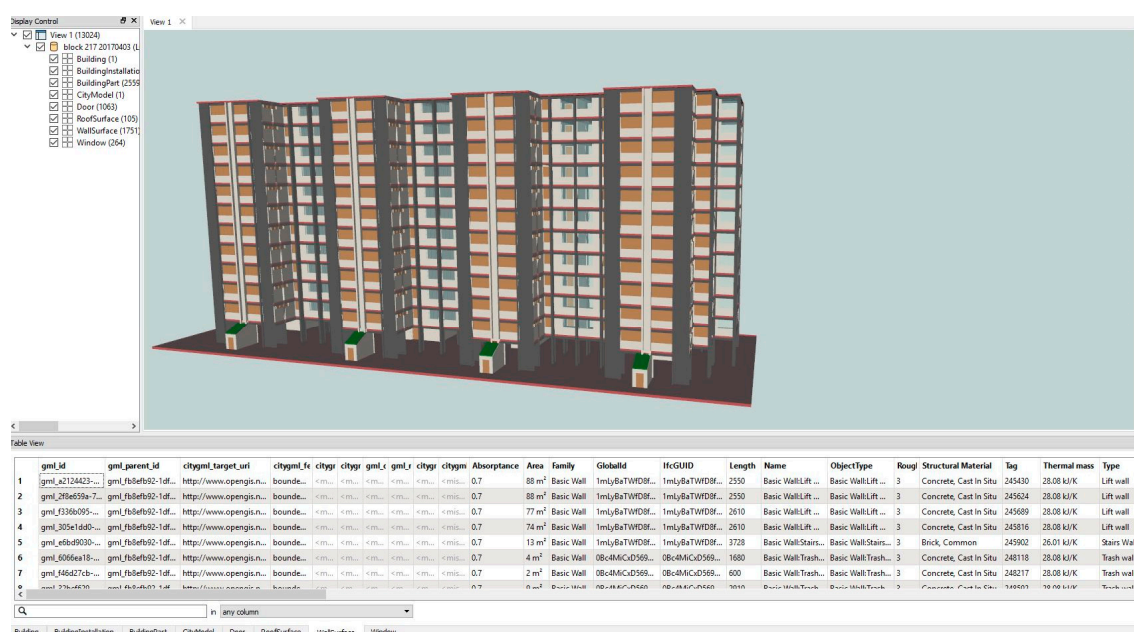 Display Control
View 1
View 1 (13024)
block 217 20170403 (L
Building (1)
BuildingInstallatio
BuildingPart (2559
CityModel (1)
Door (1063)
RoofSurface (105)
WallSurface (1751)
Window (264)
Table View
gml_id gml_parent_id citygml_target_uri citygml_fe citygr citygr gml_ gml_ citygr citygm Absorptance Area Family GlobalId IfcGUID Length Name ObjectType Rougl Structural Material Tag Thermal mass Type
1 gml_a2124423-... gml_fb8efb92-1df... http://www.opengis.n... bounde... <m... <m... <m... <m... <m... <mis... 0.7 88 m² Basic Wall 1mLyBaTWfD8f... 1mLyBaTWfD8f... 2550 Basic Wall:Lift ... Basic Wall:Lift ... 3 Concrete, Cast In Situ 245430 28.08 kJ/K Lift wall
2 gml_2f8e659a-7... gml_fb8efb92-1df... http://www.opengis.n... bounde... <m... <m... <m... <m... <m... <mis... 0.7 88 m² Basic Wall 1mLyBaTWfD8f... 1mLyBaTWfD8f... 2550 Basic Wall:Lift ... Basic Wall:Lift ... 3 Concrete, Cast In Situ 245624 28.08 kJ/K Lift wall
3 gml_f336b095-... gml_fb8efb92-1df... http://www.opengis.n... bounde... <m... <m... <m... <m... <m... <mis... 0.7 77 m² Basic Wall 1mLyBaTWfD8f... 1mLyBaTWfD8f... 2610 Basic Wall:Lift ... Basic Wall:Lift ... 3 Concrete, Cast In Situ 245689 28.08 kJ/K Lift wall
4 gml_305e1dd0-... gml_fb8efb92-1df... http://www.opengis.n... bounde... <m... <m... <m... <m... <m... <mis... 0.7 74 m² Basic Wall 1mLyBaTWfD8f... 1mLyBaTWfD8f... 2610 Basic Wall:Lift ... Basic Wall:Lift ... 3 Concrete, Cast In Situ 245816 28.08 kJ/K Lift wall
5 gml_e6bd9030-... gml_fb8efb92-1df... http://www.opengis.n... bounde... <m... <m... <m... <m... <m... <mis... 0.7 13 m² Basic Wall 1mLyBaTWfD8f... 1mLyBaTWfD8f... 3728 Basic Wall:Stairs... Basic Wall:Stairs... 3 Brick, Common 245902 26.01 kJ/K Stairs Wal
6 gml_6066ea18-... gml_fb8efb92-1df... http://www.opengis.n... bounde... <m... <m... <m... <m... <m... <mis... 0.7 4 m² Basic Wall 0Bc4MiCxD569... 0Bc4MiCxD569... 1680 Basic Wall:Trash... Basic Wall:Trash... 3 Concrete, Cast In Situ 248118 28.08 kJ/K Trash wal
7 gml_f46d27cb-... gml_fb8efb92-1df... http://www.opengis.n... bounde... <m... <m... <m... <m... <m... <mis... 0.7 2 m² Basic Wall 0Bc4MiCxD569... 0Bc4MiCxD569... 600 Basic Wall:Trash... Basic Wall:Trash... 3 Concrete, Cast In Situ 248217 28.08 kJ/K Trash wal
in any column
Building BuildingInstallation BuildingPart CityModel Door RoofSurface WallSurface Window